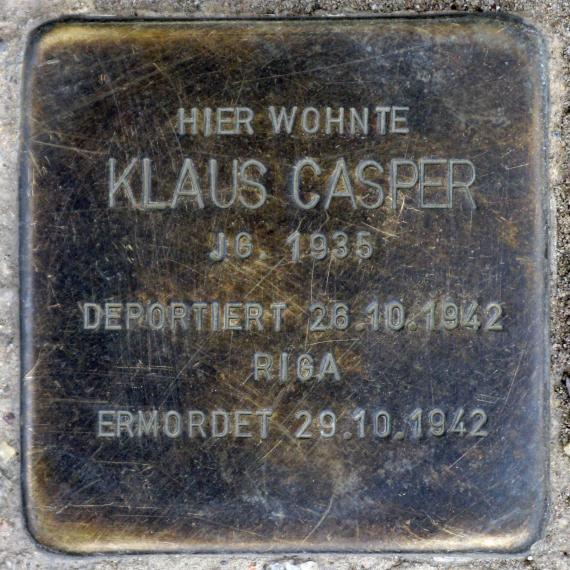 HIER WOHNTE
KLAUS CASPER
JG. 1935
DEPORTIERT 26.10.1942
RIGA
ERMORDET 29.10.1942